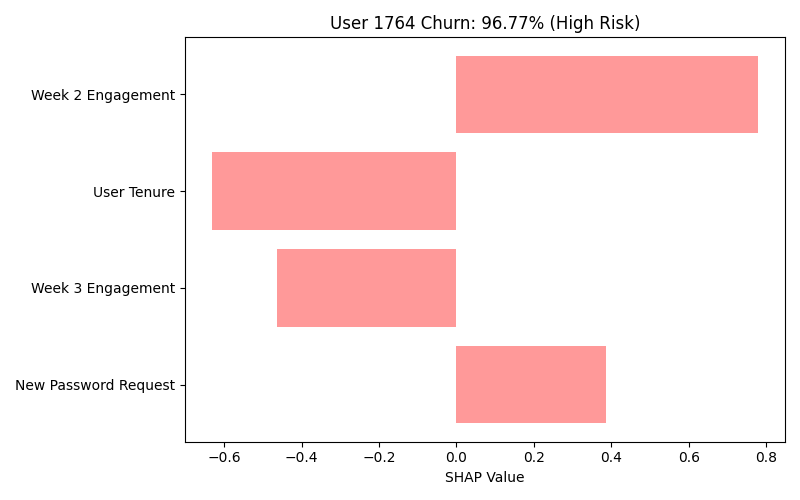 User 1764 Churn: 96.77% (High Risk)
Week 2 Engagement
User Tenure
Week 3 Engagement
New Password Request
−0.6 −0.4 −0.2 0.0 0.2 0.4 0.6 0.8
SHAP Value